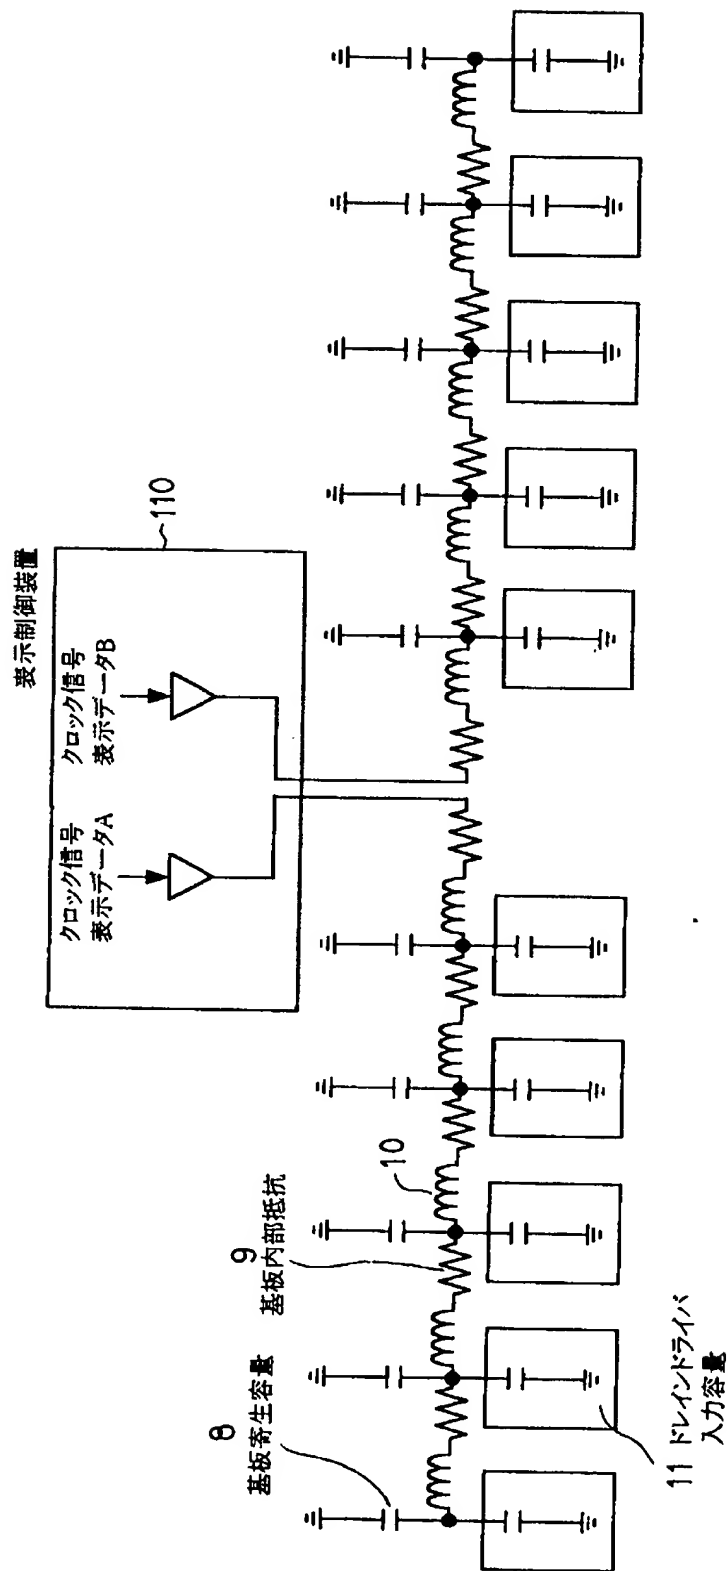 表示制御装置
110
クロック信号
表示データA
クロック信号
表示データB
8
基板寄生容量
9
基板内部抵抗
10
11 ドレインドライバ
入力容量